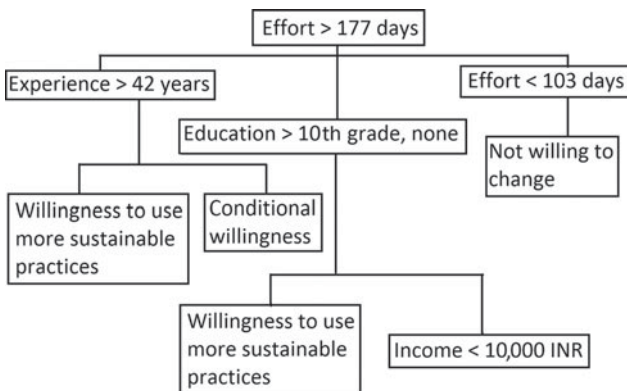 Effort > 177 days
Experience > 42 years
Effort < 103 days
Education > 10th grade, none
Not willing to
change
Willingness to use
more sustainable
practices
Conditional
willingness
Willingness to use
more sustainable
practices
Income < 10,000 INR